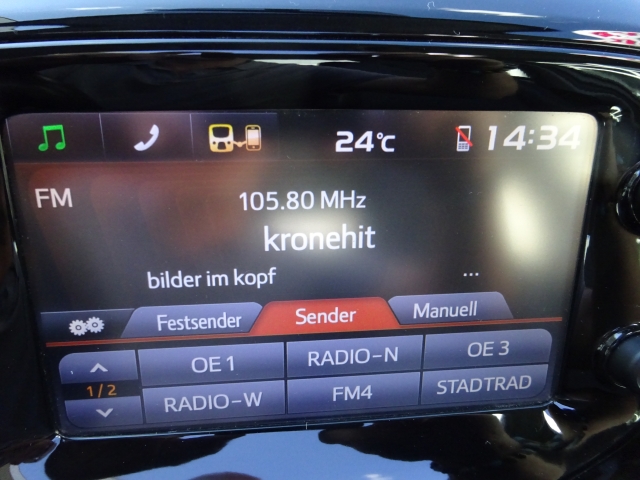 24°C 14:34
FM 105.80 MHz
kronehit
bilder im kopf ...
Festsender Sender Manuell
OE 1 RADIO-N OE 3
1/2
RADIO-W FM4 STADTRAD